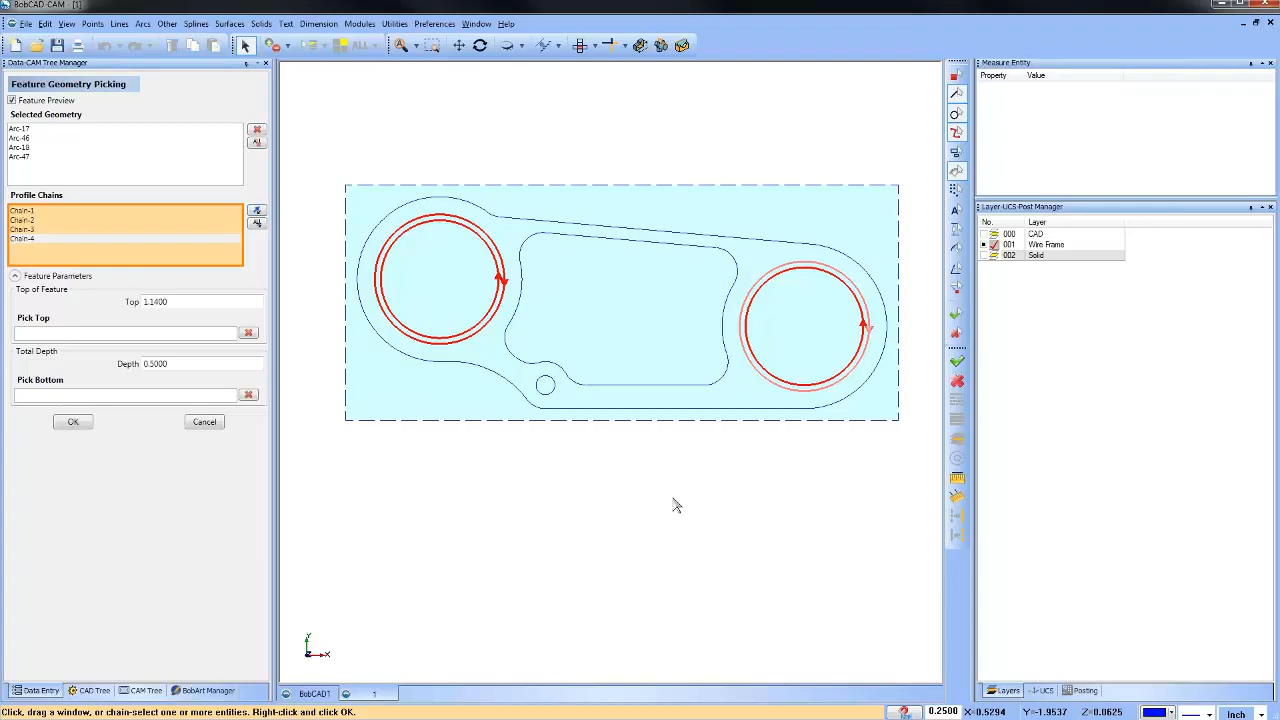 BobCAD-CAM - [1]
File Edit View Points Lines Arcs Other Splines Surfaces Solids Text Dimension Modules Utilities Preferences Window Help
ALL
Data-CAM Tree Manager
Feature Geometry Picking
Feature Preview
Selected Geometry
Arc-17
Arc-46
Arc-18
Arc-47
Profile Chains
Chain-1
Chain-2
Chain-3
Chain-4
Feature Parameters
Top of Feature
Top 1.1400
Pick Top
Total Depth
Depth 0.5000
Pick Bottom
OK Cancel
Y
Z X
Measure Entity
Property Value
Layer-UCS-Post Manager
No. Layer
000 CAD
001 Wire Frame
002 Solid
Data Entry CAD Tree CAM Tree BobArt Manager
BobCAD1 1
Layers UCS Posting
Click, drag a window, or chain-select one or more entities. Right-click and click OK.
0.2500 X=0.5294 Y=-1.9537 Z=0.0625 Inch